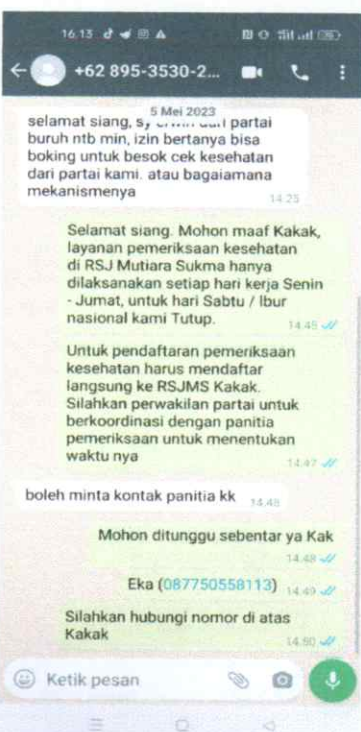 16.13
+62 895-3530-2...
5 Mei 2023
selamat siang, sy erwin dari partai
buruh ntb min, izin bertanya bisa
boking untuk besok cek kesehatan
dari partai kami. atau bagaiamana
mekanismenya
14.25
Selamat siang. Mohon maaf Kakak,
layanan pemeriksaan kesehatan
di RSJ Mutiara Sukma hanya
dilaksanakan setiap hari kerja Senin
- Jumat, untuk hari Sabtu / lbur
nasional kami Tutup.
14.45
Untuk pendaftaran pemeriksaan
kesehatan harus mendaftar
langsung ke RSJMS Kakak.
Silahkan perwakilan partai untuk
berkoordinasi dengan panitia
pemeriksaan untuk menentukan
waktu nya
14.47
boleh minta kontak panitia kk 14.48
Mohon ditunggu sebentar ya Kak
14.48
Eka (087750558113) 14.49
Silahkan hubungi nomor di atas
Kakak
14.50
Ketik pesan